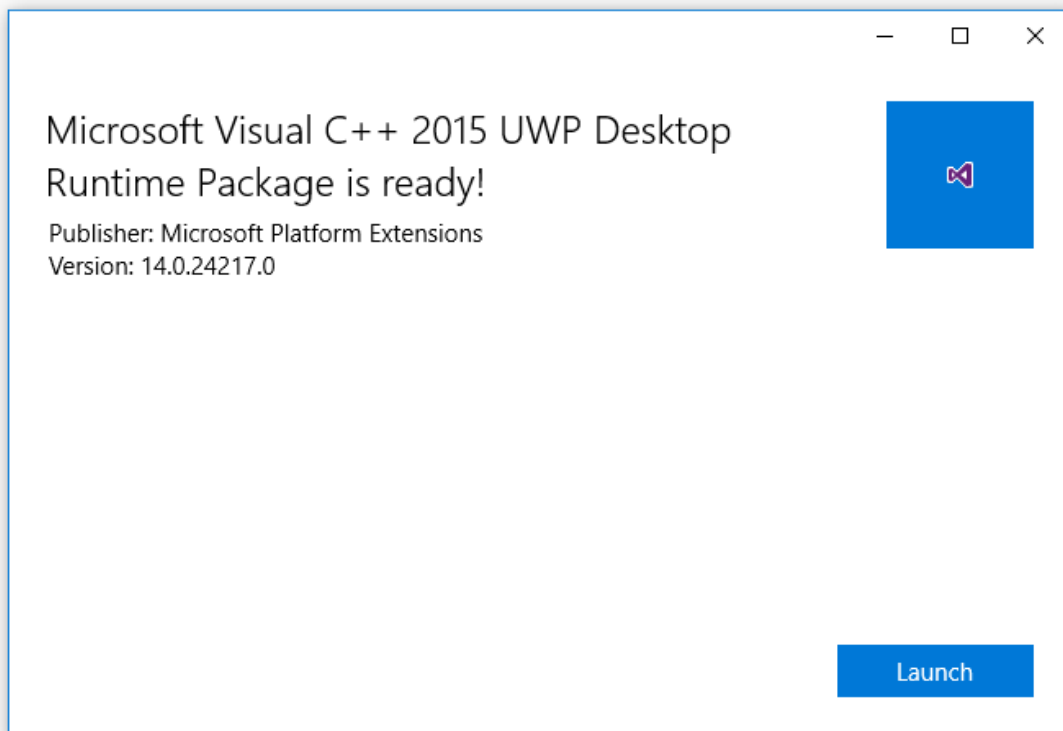 Microsoft Visual C++ 2015 UWP Desktop
Runtime Package is ready!
Publisher: Microsoft Platform Extensions
Version: 14.0.24217.0
Launch